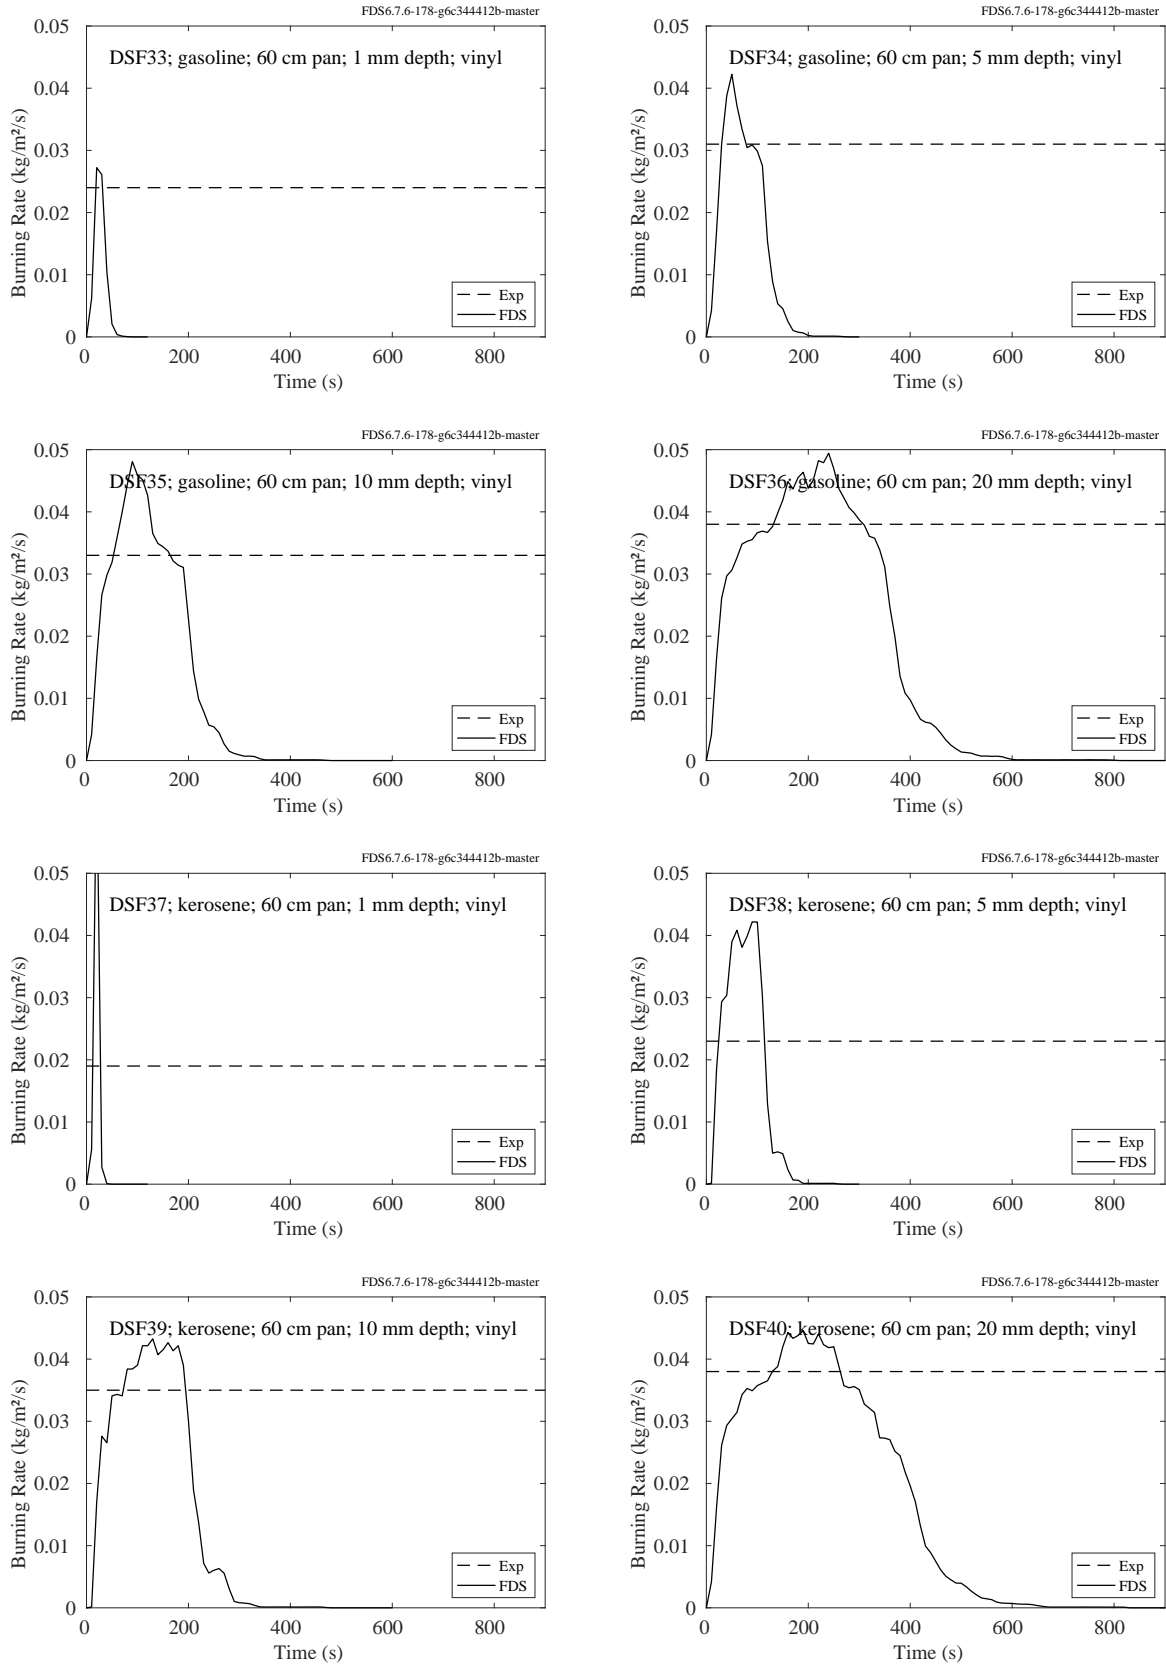 FDS6.7.6-178-g6c344412b-master
DSF33; gasoline; 60 cm pan; 1 mm depth; vinyl
Burning Rate (kg/m²/s)
0.05
0.04
0.03
0.02
0.01
0
Exp
FDS
0 200 400 600 800
Time (s)
FDS6.7.6-178-g6c344412b-master
DSF34; gasoline; 60 cm pan; 5 mm depth; vinyl
Burning Rate (kg/m²/s)
0.05
0.04
0.03
0.02
0.01
0
Exp
FDS
0 200 400 600 800
Time (s)
FDS6.7.6-178-g6c344412b-master
DSF35; gasoline; 60 cm pan; 10 mm depth; vinyl
Burning Rate (kg/m²/s)
0.05
0.04
0.03
0.02
0.01
0
Exp
FDS
0 200 400 600 800
Time (s)
FDS6.7.6-178-g6c344412b-master
DSF36; gasoline; 60 cm pan; 20 mm depth; vinyl
Burning Rate (kg/m²/s)
0.05
0.04
0.03
0.02
0.01
0
Exp
FDS
0 200 400 600 800
Time (s)
FDS6.7.6-178-g6c344412b-master
DSF37; kerosene; 60 cm pan; 1 mm depth; vinyl
Burning Rate (kg/m²/s)
0.05
0.04
0.03
0.02
0.01
0
Exp
FDS
0 200 400 600 800
Time (s)
FDS6.7.6-178-g6c344412b-master
DSF38; kerosene; 60 cm pan; 5 mm depth; vinyl
Burning Rate (kg/m²/s)
0.05
0.04
0.03
0.02
0.01
0
Exp
FDS
0 200 400 600 800
Time (s)
FDS6.7.6-178-g6c344412b-master
DSF39; kerosene; 60 cm pan; 10 mm depth; vinyl
Burning Rate (kg/m²/s)
0.05
0.04
0.03
0.02
0.01
0
Exp
FDS
0 200 400 600 800
Time (s)
FDS6.7.6-178-g6c344412b-master
DSF40; kerosene; 60 cm pan; 20 mm depth; vinyl
Burning Rate (kg/m²/s)
0.05
0.04
0.03
0.02
0.01
0
Exp
FDS
0 200 400 600 800
Time (s)